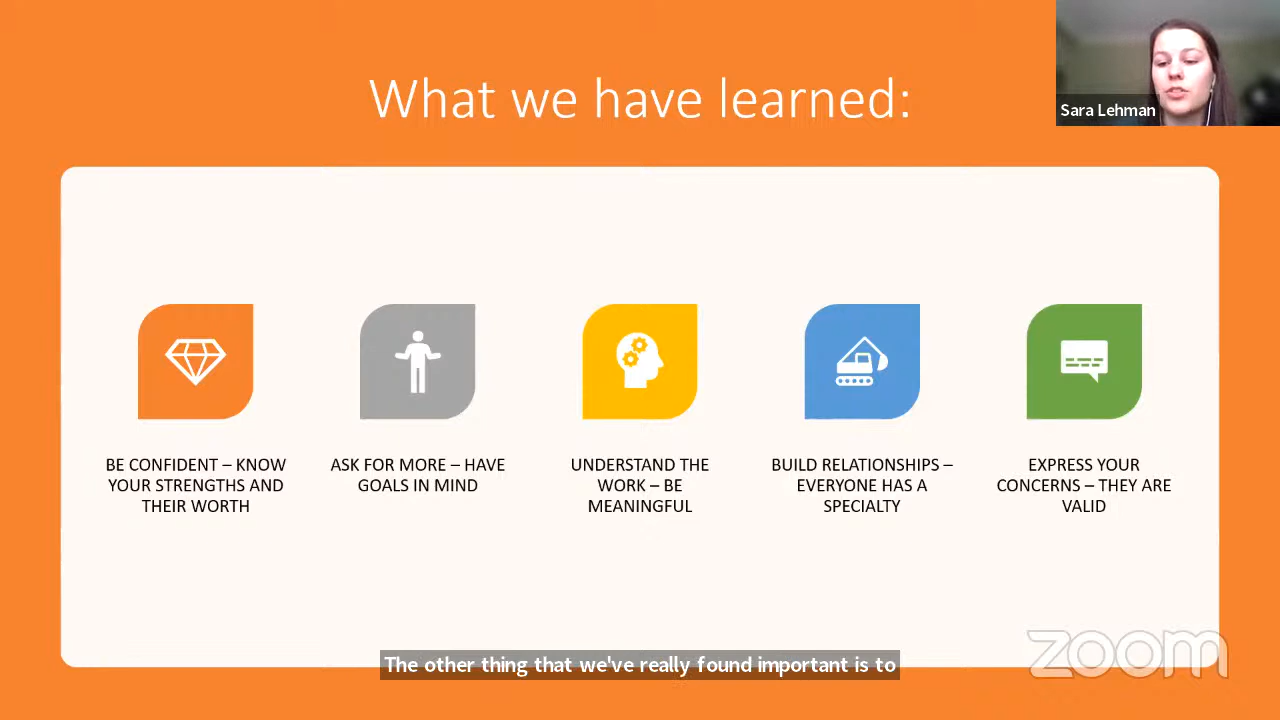 What we have learned:
Sara Lehman
BE CONFIDENT – KNOW
YOUR STRENGTHS AND
THEIR WORTH
ASK FOR MORE – HAVE
GOALS IN MIND
UNDERSTAND THE
WORK – BE
MEANINGFUL
BUILD RELATIONSHIPS –
EVERYONE HAS A
SPECIALTY
EXPRESS YOUR
CONCERNS – THEY ARE
VALID
The other thing that we've really found important is to
zoom